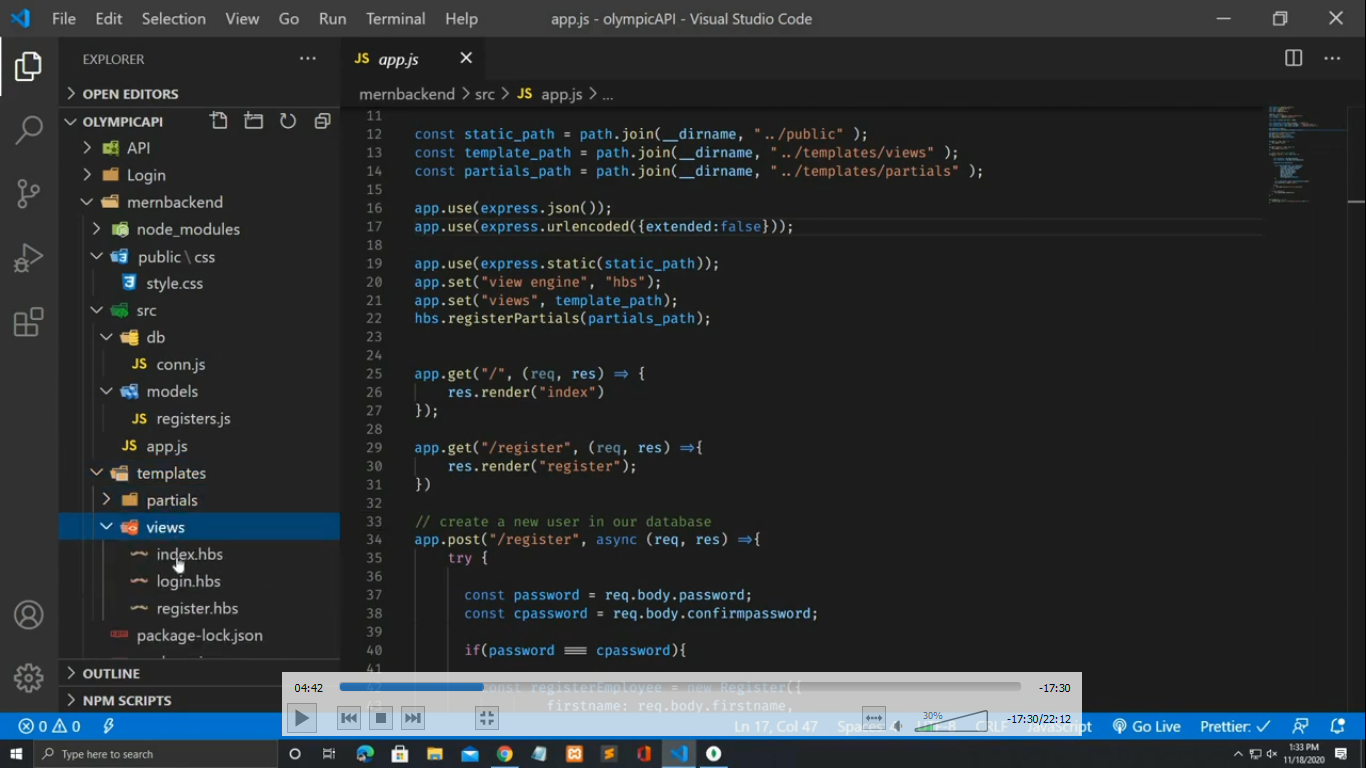 File Edit Selection View Go Run Terminal Help app.js - olympicAPI - Visual Studio Code
EXPLORER
JS app.js
OPEN EDITORS
mernbackend > src > JS app.js > ...
OLYMPICAPI
API
Login
mernbackend
node_modules
public \ css
style.css
src
db
JS conn.js
models
JS registers.js
JS app.js
templates
partials
views
index.hbs
login.hbs
register.hbs
package-lock.json
OUTLINE
NPM SCRIPTS
11
12 const static_path = path.join(__dirname, "../public" );
13 const template_path = path.join(__dirname, "../templates/views" );
14 const partials_path = path.join(__dirname, "../templates/partials" );
15
16 app.use(express.json());
17 app.use(express.urlencoded({extended:false}));
18
19 app.use(express.static(static_path));
20 app.set("view engine", "hbs");
21 app.set("views", template_path);
22 hbs.registerPartials(partials_path);
23
24
25 app.get("/", (req, res) => {
26 res.render("index")
27 });
28
29 app.get("/register", (req, res) =>{
30 res.render("register");
31 })
32
33 // create a new user in our database
34 app.post("/register", async (req, res) =>{
35 try {
36
37 const password = req.body.password;
38 const cpassword = req.body.confirmpassword;
39
40 if(password === cpassword){
41
42 const registerEmployee = new Register({
43 firstname: req.body.firstname,
04:42 -17:30
30% -17:30/22:12
0 0 Ln 17, Col 47 Spaces: UTF-8 CRLF JavaScript Go Live Prettier: ✓
Type here to search
1:33 PM
11/18/2020